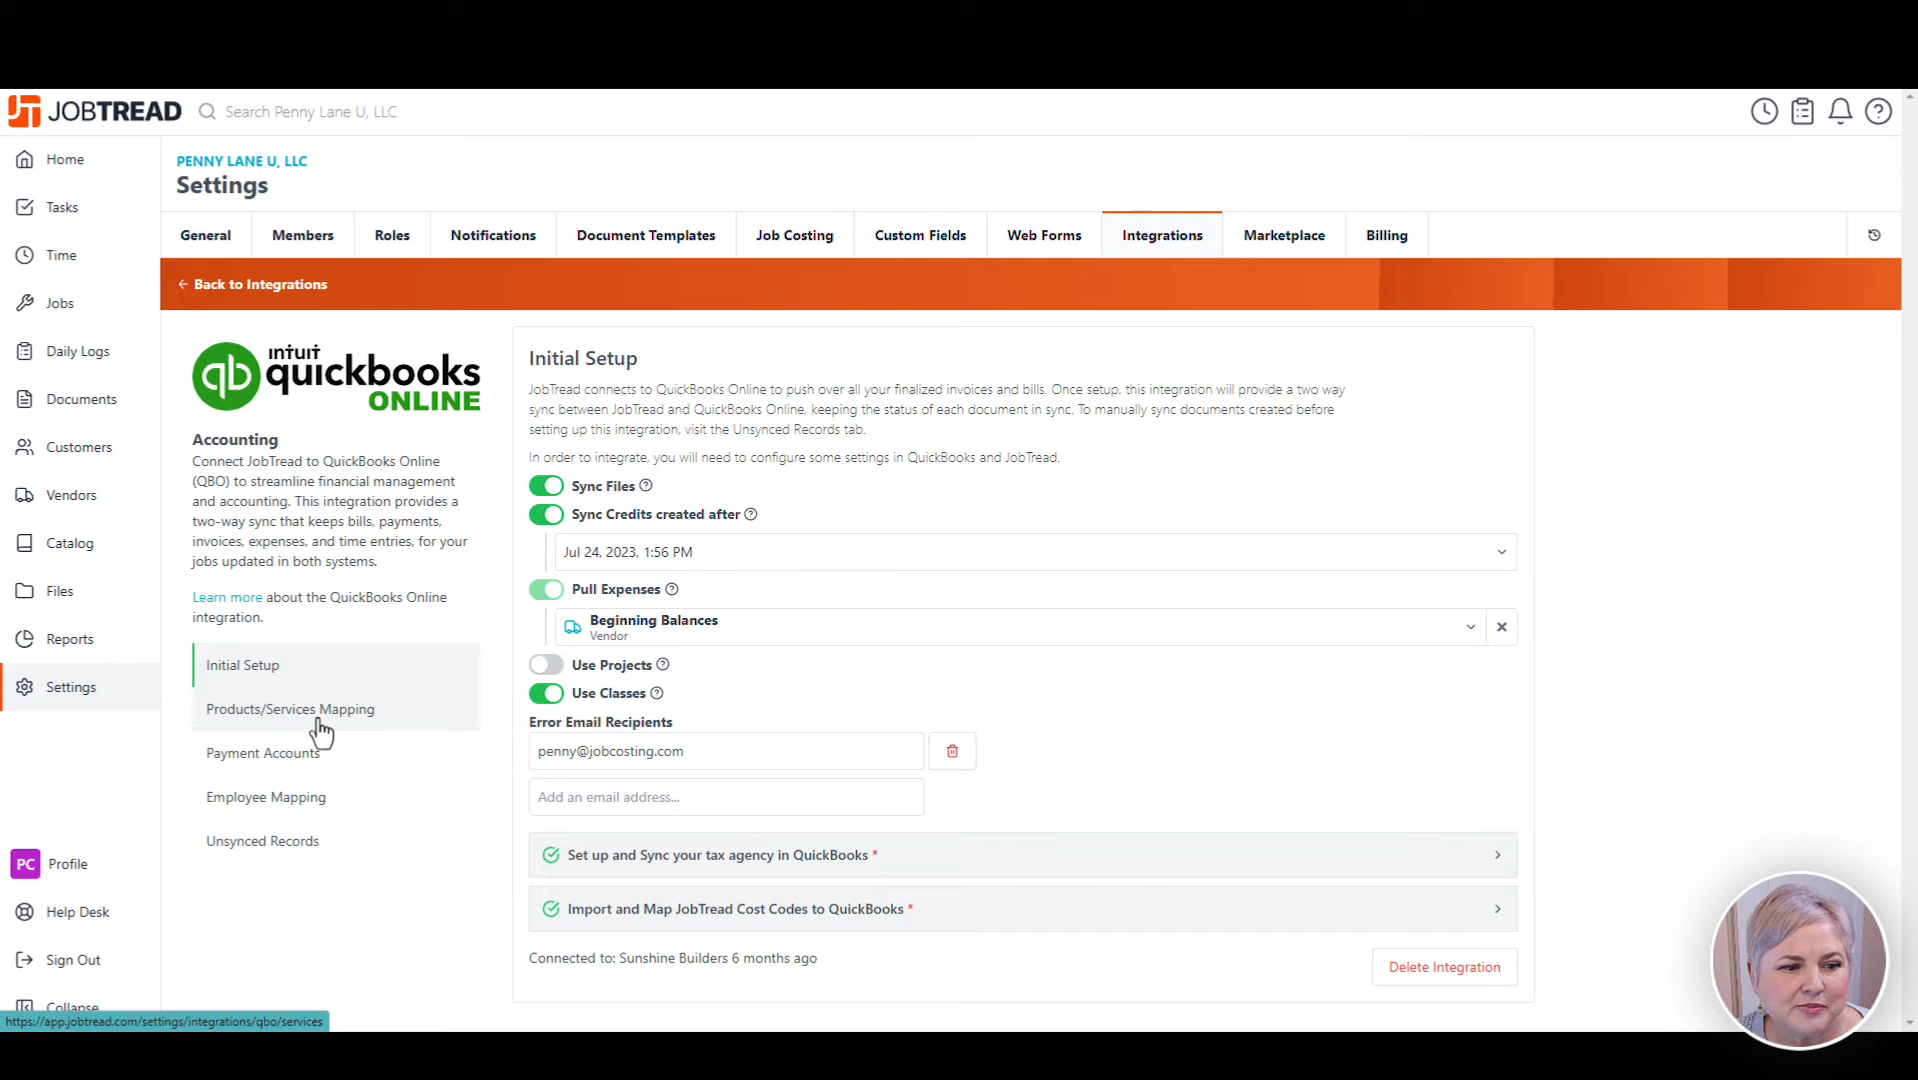 JOBTREAD
Search Penny Lane U, LLC
Home
Tasks
Time
Jobs
Daily Logs
Documents
Customers
Vendors
Catalog
Files
Reports
Settings
PC Profile
Help Desk
Sign Out
Collapse
https://app.jobtread.com/settings/integrations/qbo/services
PENNY LANE U, LLC
Settings
General Members Roles Notifications Document Templates Job Costing Custom Fields Web Forms Integrations Marketplace Billing
Back to Integrations
intuit
qb quickbooks
ONLINE
Accounting
Connect JobTread to QuickBooks Online
(QBO) to streamline financial management
and accounting. This integration provides a
two-way sync that keeps bills, payments,
invoices, expenses, and time entries, for your
jobs updated in both systems.
Learn more about the QuickBooks Online
integration.
Initial Setup
Products/Services Mapping
Payment Accounts
Employee Mapping
Unsynced Records
Initial Setup
JobTread connects to QuickBooks Online to push over all your finalized invoices and bills. Once setup, this integration will provide a two way
sync between JobTread and QuickBooks Online, keeping the status of each document in sync. To manually sync documents created before
setting up this integration, visit the Unsynced Records tab.
In order to integrate, you will need to configure some settings in QuickBooks and JobTread.
Sync Files
Sync Credits created after
Jul 24, 2023, 1:56 PM
Pull Expenses
Beginning Balances
Vendor
Use Projects
Use Classes
Error Email Recipients
penny@jobcosting.com
Add an email address...
Set up and Sync your tax agency in QuickBooks *
Import and Map JobTread Cost Codes to QuickBooks *
Connected to: Sunshine Builders 6 months ago
Delete Integration